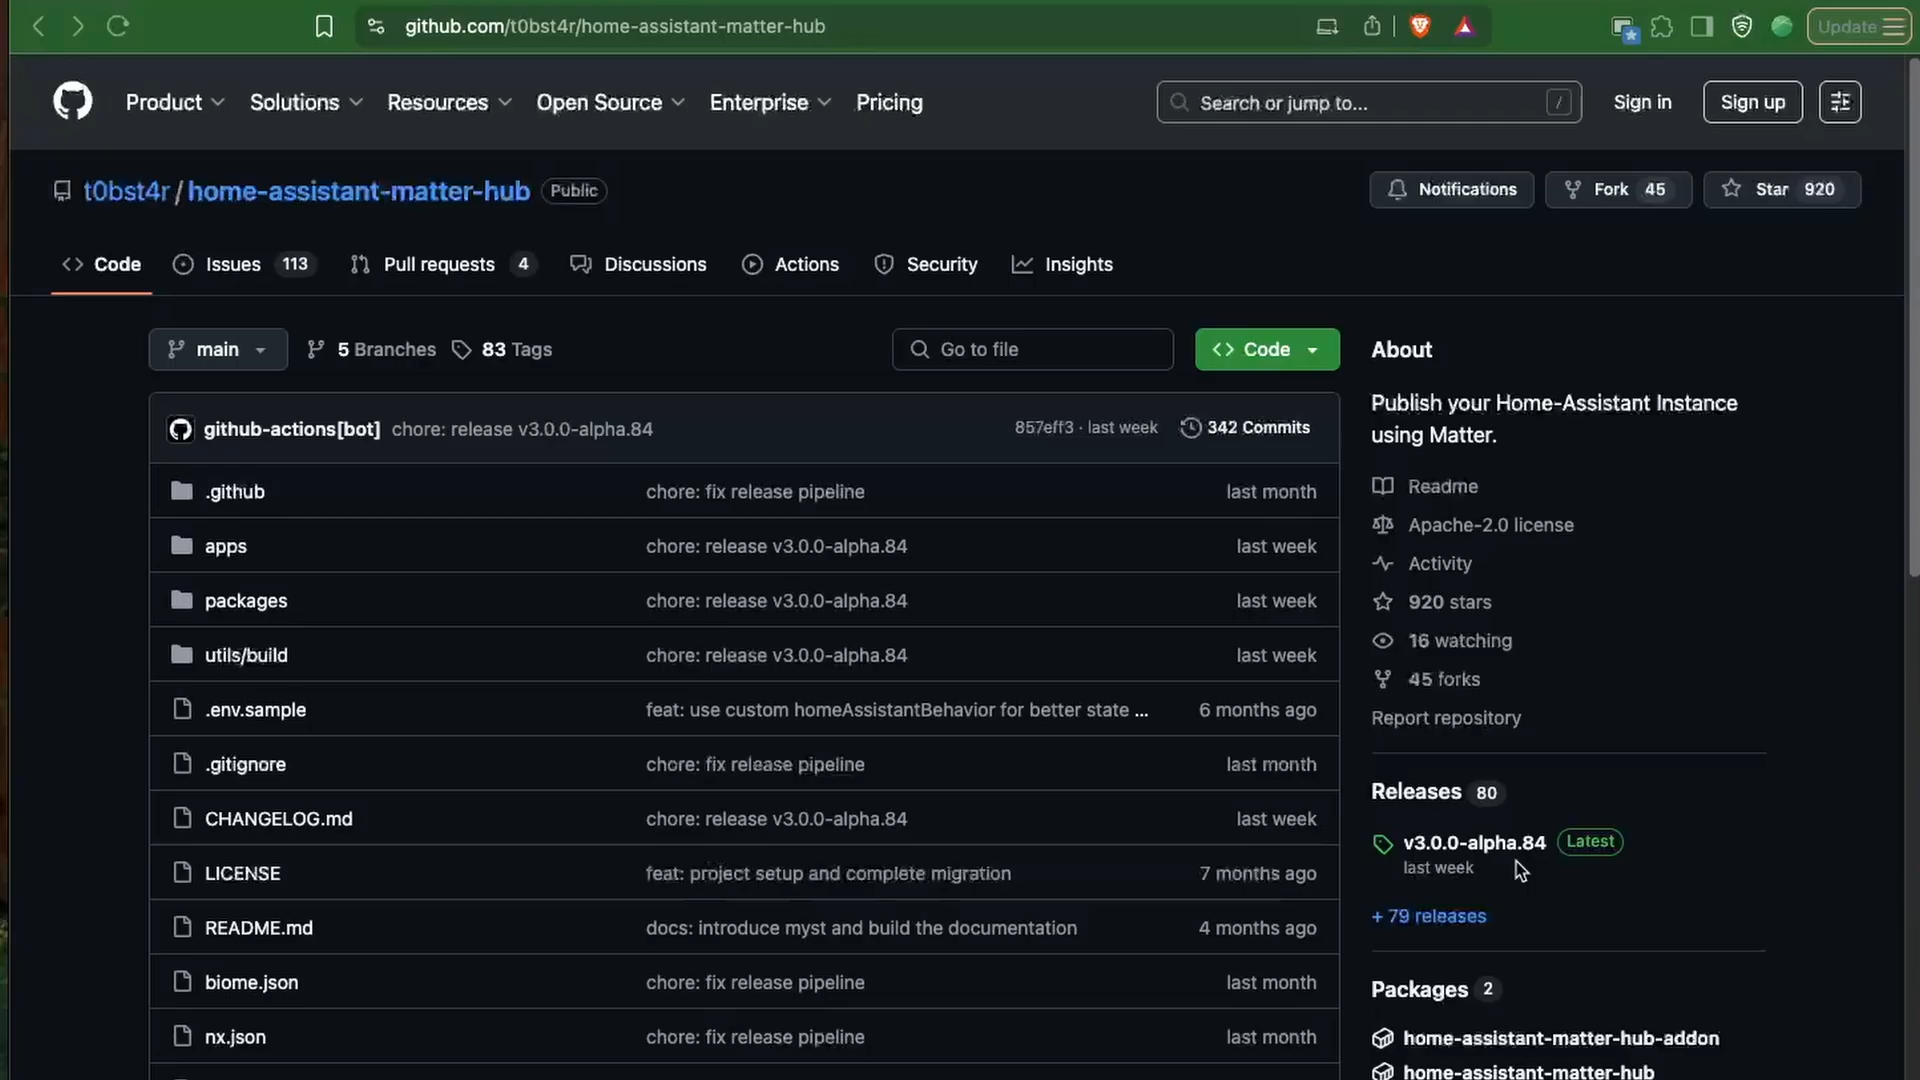 github.com/t0bst4r/home-assistant-matter-hub
Update
Product Solutions Resources Open Source Enterprise Pricing
Search or jump to... /
Sign in
Sign up
t0bst4r / home-assistant-matter-hub Public
Notifications
Fork 45
Star 920
Code
Issues 113
Pull requests 4
Discussions
Actions
Security
Insights
main
5 Branches
83 Tags
Go to file
Code
github-actions[bot] chore: release v3.0.0-alpha.84 857eff3 · last week 342 Commits
.github chore: fix release pipeline last month
apps chore: release v3.0.0-alpha.84 last week
packages chore: release v3.0.0-alpha.84 last week
utils/build chore: release v3.0.0-alpha.84 last week
.env.sample feat: use custom homeAssistantBehavior for better state ... 6 months ago
.gitignore chore: fix release pipeline last month
CHANGELOG.md chore: release v3.0.0-alpha.84 last week
LICENSE feat: project setup and complete migration 7 months ago
README.md docs: introduce myst and build the documentation 4 months ago
biome.json chore: fix release pipeline last month
nx.json chore: fix release pipeline last month
About
Publish your Home-Assistant Instance
using Matter.
Readme
Apache-2.0 license
Activity
920 stars
16 watching
45 forks
Report repository
Releases 80
v3.0.0-alpha.84 Latest
last week
+ 79 releases
Packages 2
home-assistant-matter-hub-addon
home-assistant-matter-hub